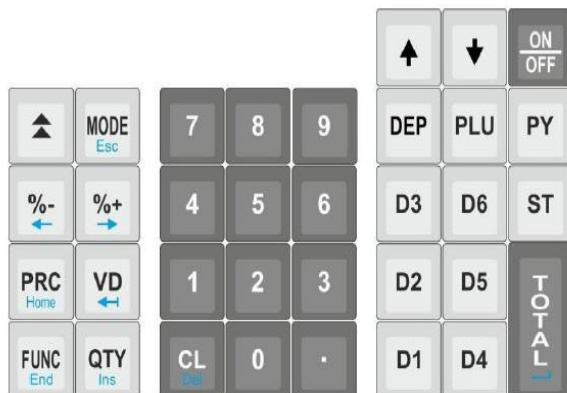 ON
OFF
MODE
Esc
7
8
9
DEP
PLU
PY
%-
%+
4
5
6
D3
D6
ST
PRC
Home
VD
1
2
3
D2
D5
TOTAL
FUNC
End
QTY
Ins
CL
Del
0
.
D1
D4